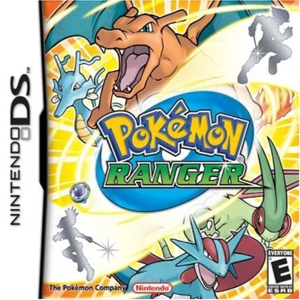 NINTENDO DS
POKéMON
RANGER
The Pokémon Company
Nintendo
EVERYONE
E
ESRB